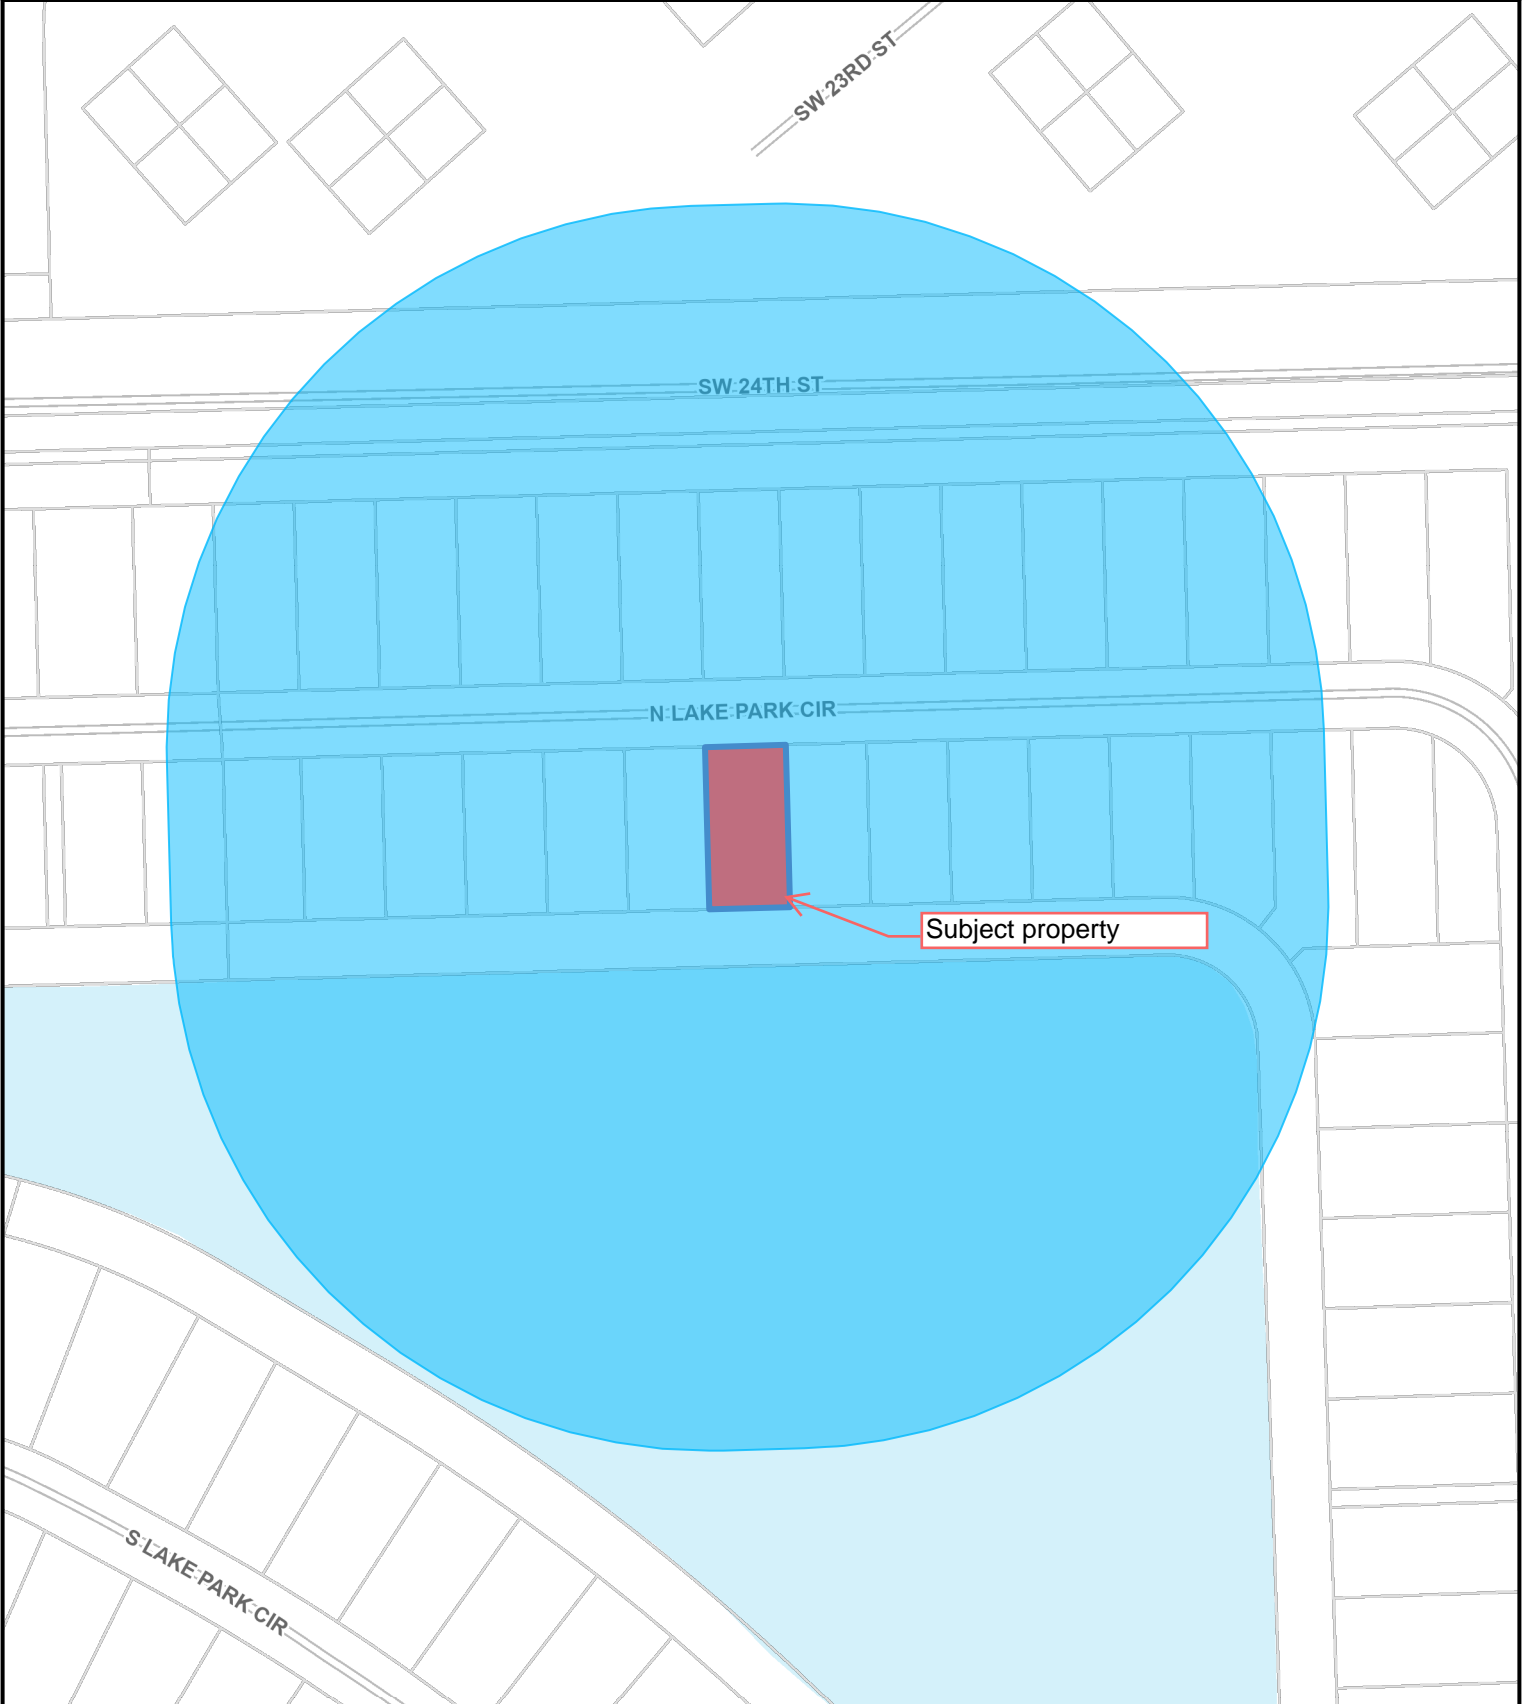 SW 23RD ST
SW 24TH ST
N LAKE PARK CIR
Subject property
S LAKE PARK CIR